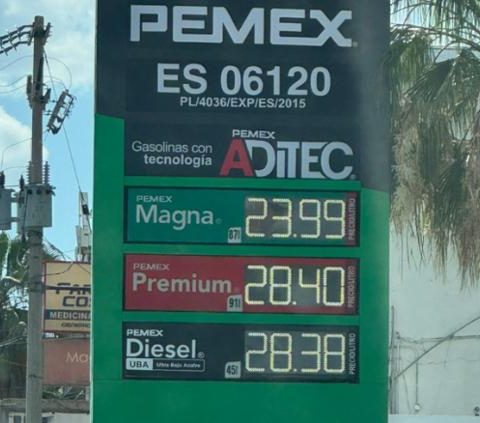 PEMEX
ES 06120
PL/4036/EXP/ES/2015
Gasolinas con
tecnología
PEMEX
ADITEC
PEMEX
Magna
87
23.99
PRECIO/LITRO
PEMEX
Premium
91
28.40
PRECIO/LITRO
PEMEX
Diesel®
UBA
Ultra Bajo Azufre
45
28.38
PRECIO/LITRO